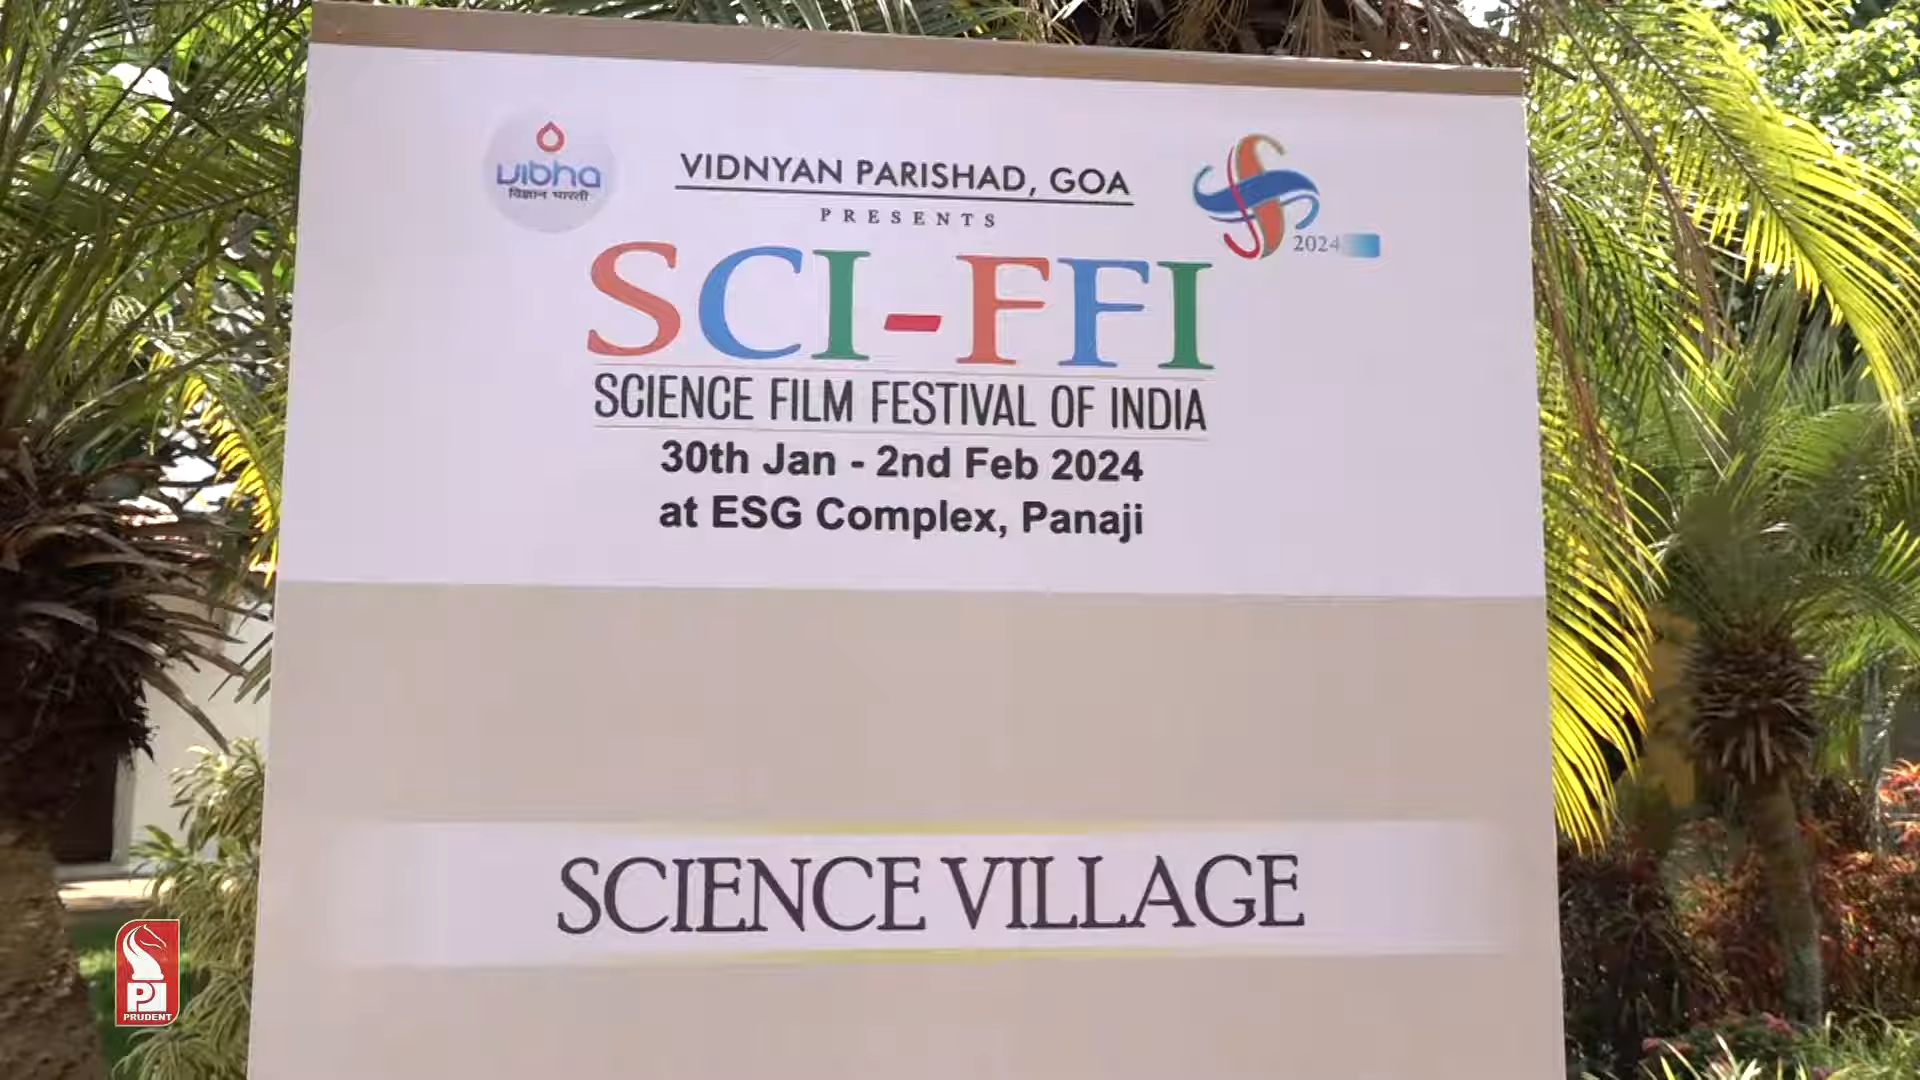 vibha
विज्ञान भारती
VIDNYAN PARISHAD, GOA
PRESENTS
2024
SCI-FFI
SCIENCE FILM FESTIVAL OF INDIA
30th Jan - 2nd Feb 2024
at ESG Complex, Panaji
SCIENCE VILLAGE
P
PRUDENT